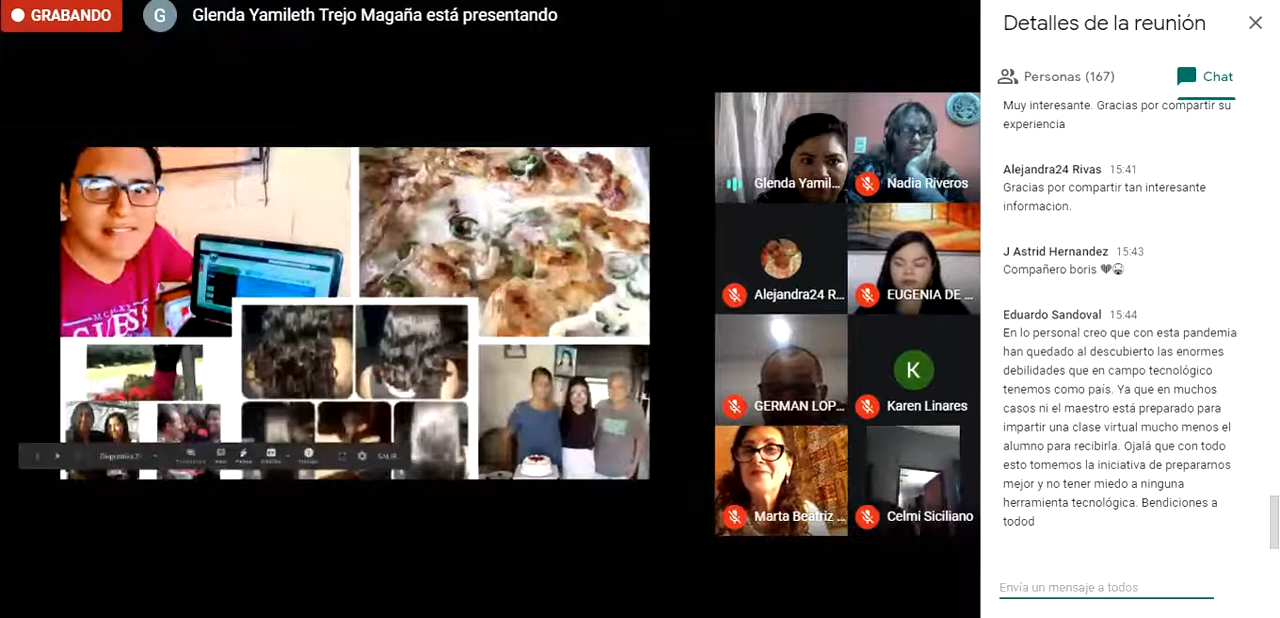 GRABANDO
G
Glenda Yamileth Trejo Magaña está presentando
GUESS
SALIR
Glenda Yamil...
Nadia Riveros
Alejandra24 R...
EUGENIA DE ...
GERMAN LOP...
K
Karen Linares
Marta Beatriz ...
Celmi Siciliano
Detalles de la reunión
Personas (167)
Chat
Muy interesante. Gracias por compartir su
experiencia
Alejandra24 Rivas 15:41
Gracias por compartir tan interesante
informacion.
J Astrid Hernandez 15:43
Compañero boris 💔😭
Eduardo Sandoval 15:44
En lo personal creo que con esta pandemia
han quedado al descubierto las enormes
debilidades que en campo tecnológico
tenemos como país. Ya que en muchos
casos ni el maestro está preparado para
impartir una clase virtual mucho menos el
alumno para recibirla. Ojalá que con todo
esto tomemos la iniciativa de prepararnos
mejor y no tener miedo a ninguna
herramienta tecnológica. Bendiciones a
todod
Envía un mensaje a todos